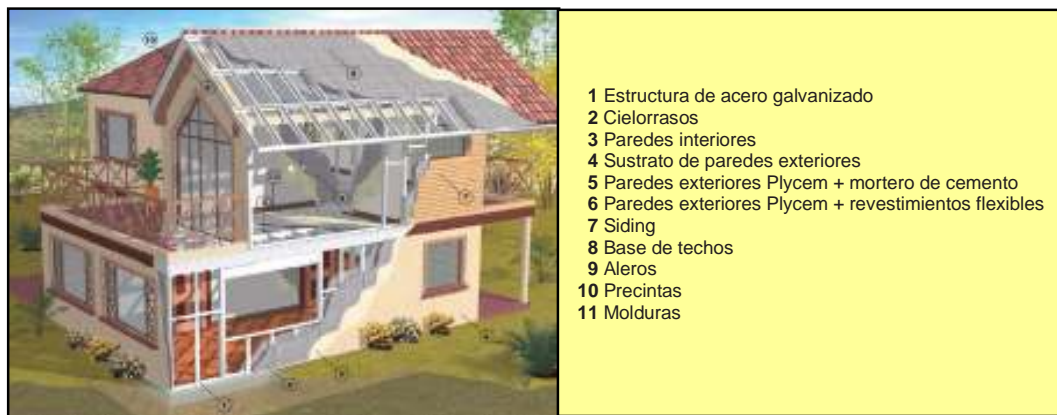 1 Estructura de acero galvanizado
2 Cielorrasos
3 Paredes interiores
4 Sustrato de paredes exteriores
5 Paredes exteriores Plycem + mortero de cemento
6 Paredes exteriores Plycem + revestimientos flexibles
7 Siding
8 Base de techos
9 Aleros
10 Precintas
11 Molduras